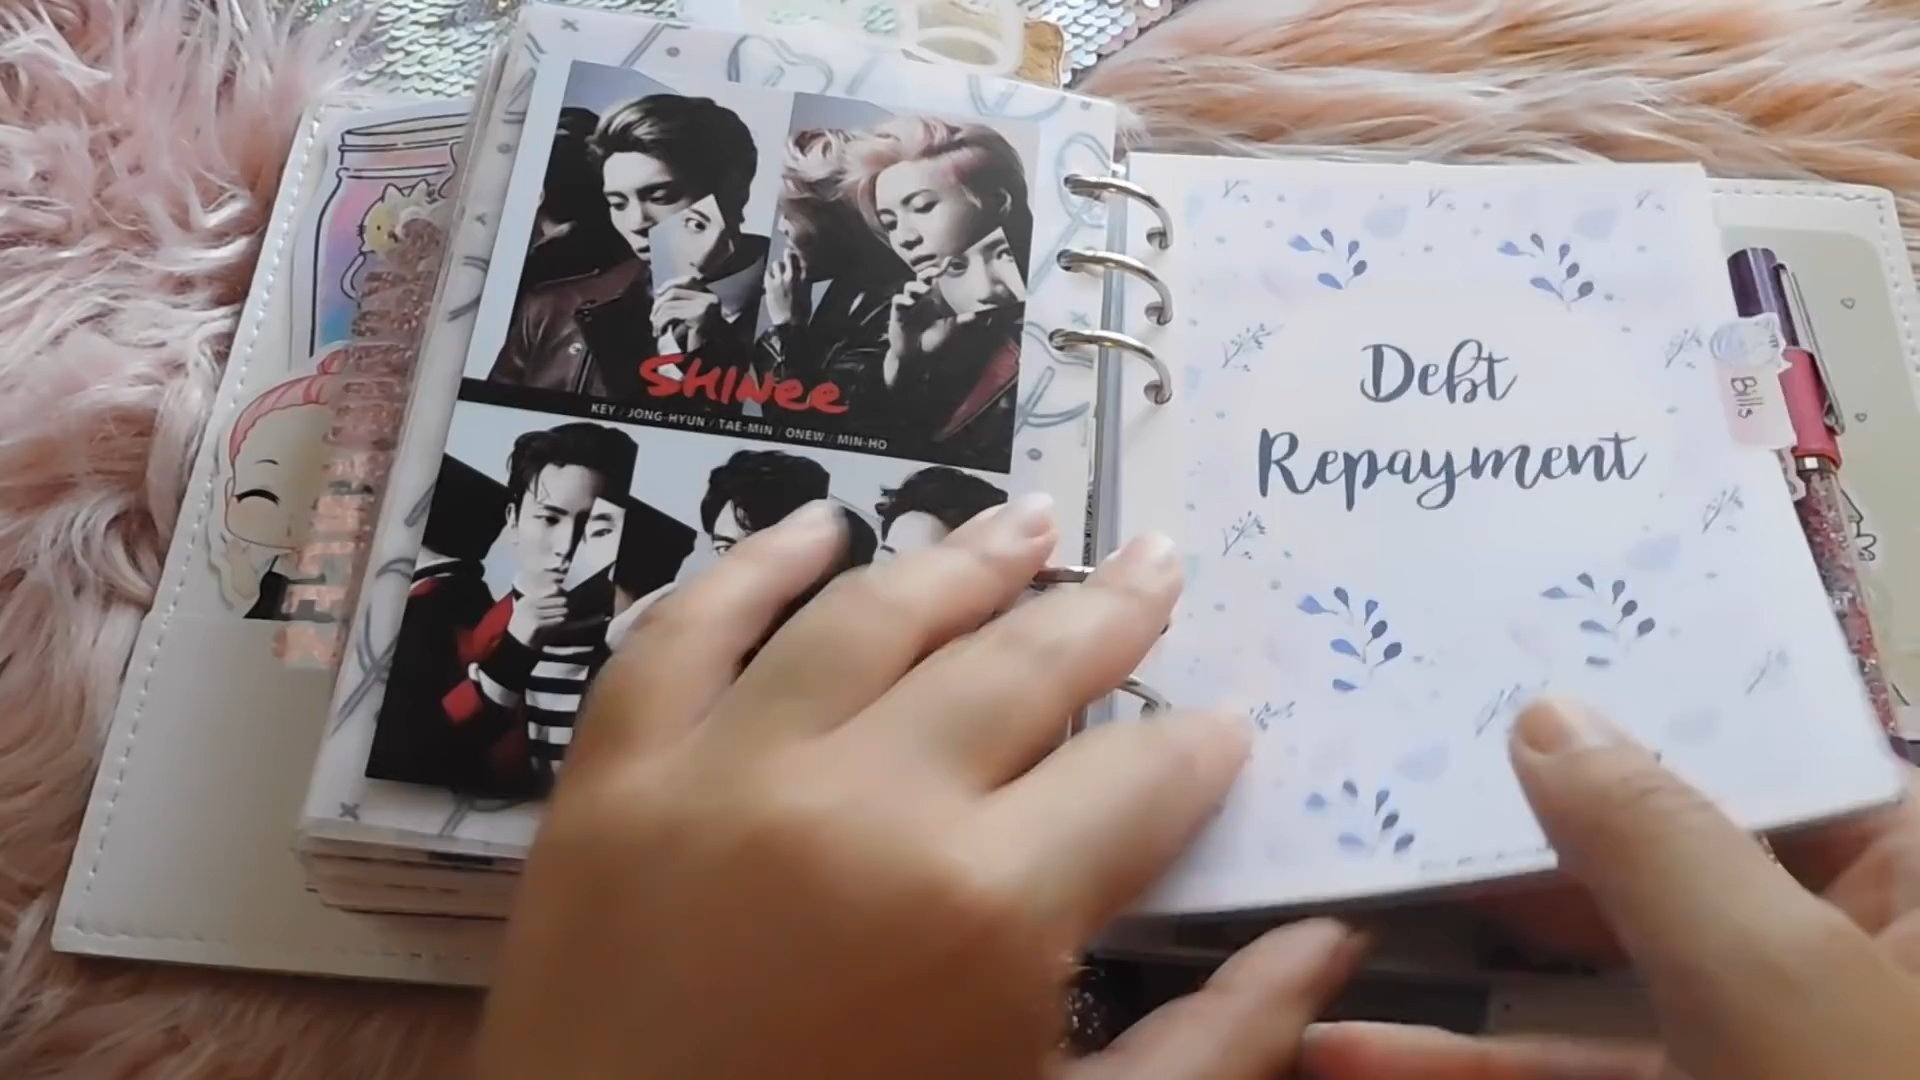 SHINee
KEY / JONG-HYUN / TAE-MIN / ONEW / MIN-HO
Debt
Repayment
Bills